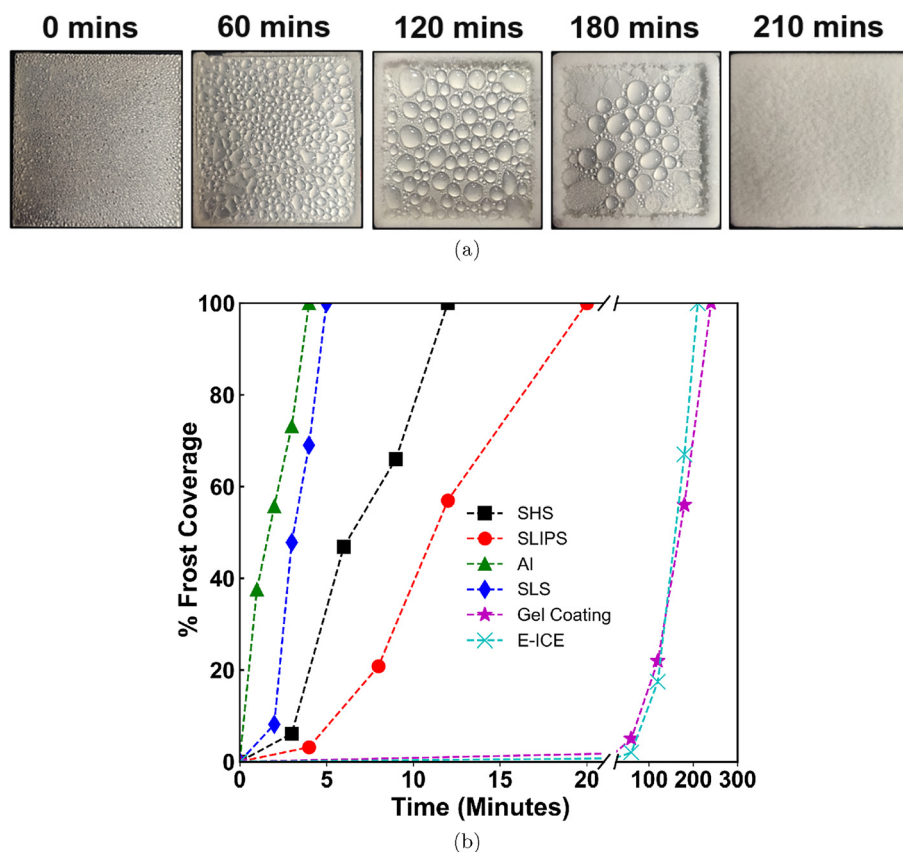 0 mins 60 mins 120 mins 180 mins 210 mins
(a)
100
80
60
40
20
0
% Frost Coverage
SHS
SLIPS
Al
SLS
Gel Coating
E-ICE
0 5 10 15 20 100 200 300
Time (Minutes)
(b)